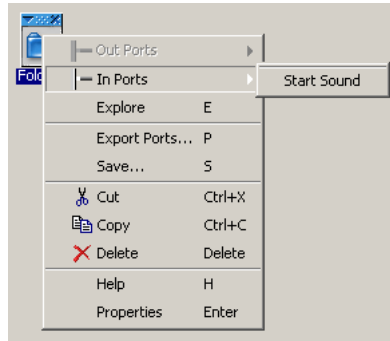 Fol
Out Ports
In Ports
Start Sound
Explore E
Export Ports... P
Save... S
Cut Ctrl+X
Copy Ctrl+C
Delete Delete
Help H
Properties Enter